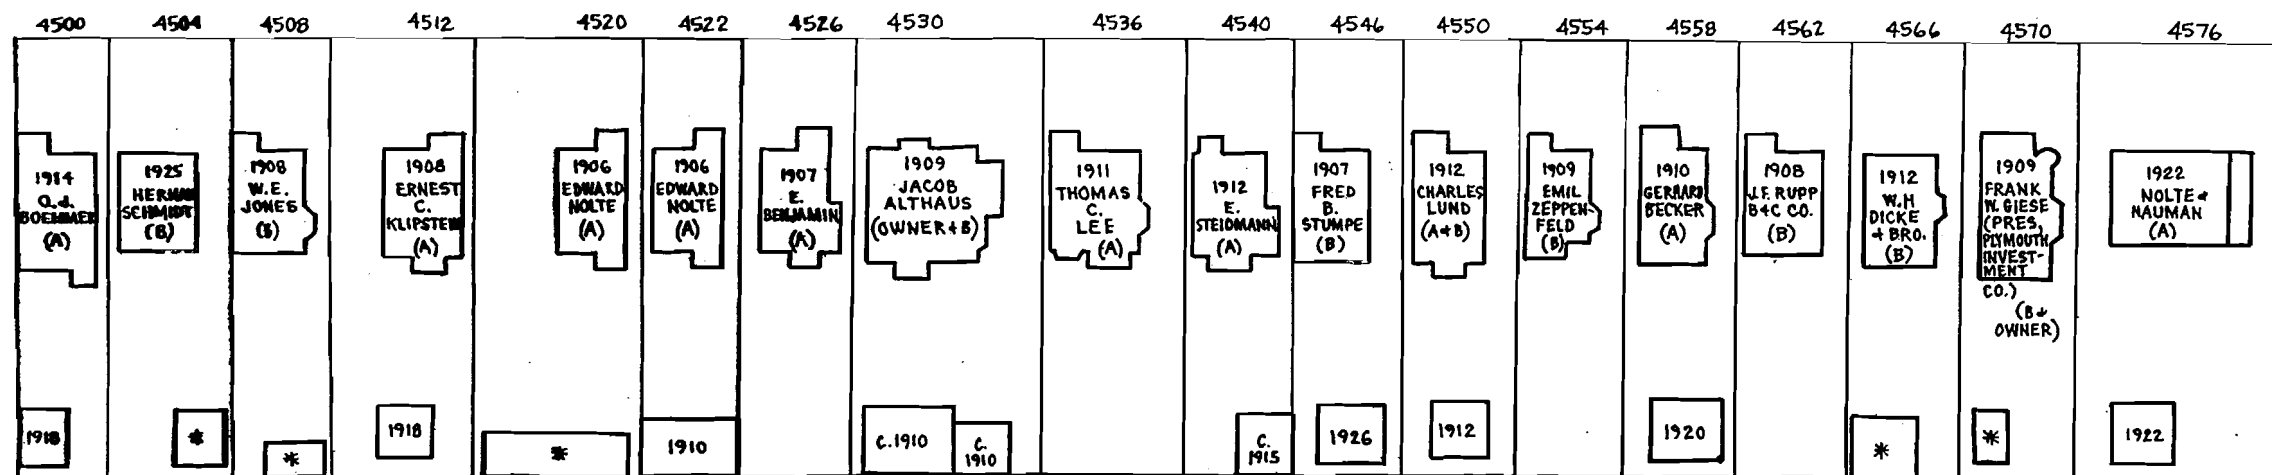 4500 4504 4508 4512 4520 4522 4526 4530 4536 4540 4546 4550 4554 4558 4562 4566 4570 4576
1914
BOEHMER
(A)
1925
HERMAN
SCHMIDT
(B)
1908
W.E.
JONES
(B)
1908
ERNEST
C.
KLIPSTEIN
(A)
1906
EDWARD
NOLTE
(A)
1906
EDWARD
NOLTE
(A)
1907
E.
BENJAMIN
(A)
1909
JACOB
ALTHAUS
(OWNER & B)
1911
THOMAS
C.
LEE
(A)
1912
E.
STEIDMANN
(A)
1907
FRED
B.
STUMPE
(B)
1912
CHARLES
LUND
(A & B)
1909
EMIL
ZEPPEN-
FELD
(B)
1910
GERHARD
BECKER
(A)
1908
J.F. RUPP
B & C CO.
(B)
1912
W.H
DICKE
& BRO.
(B)
1909
FRANK
W. GIESE
(PRES,
PLYMOUTH
INVEST-
MENT
CO.)
(B &
OWNER)
1922
NOLTE &
NAUMAN
(A)
1918
*
*
1918
*
1910
C.1910
C.
1910
C.
1915
1926
1912
1920
*
*
1922